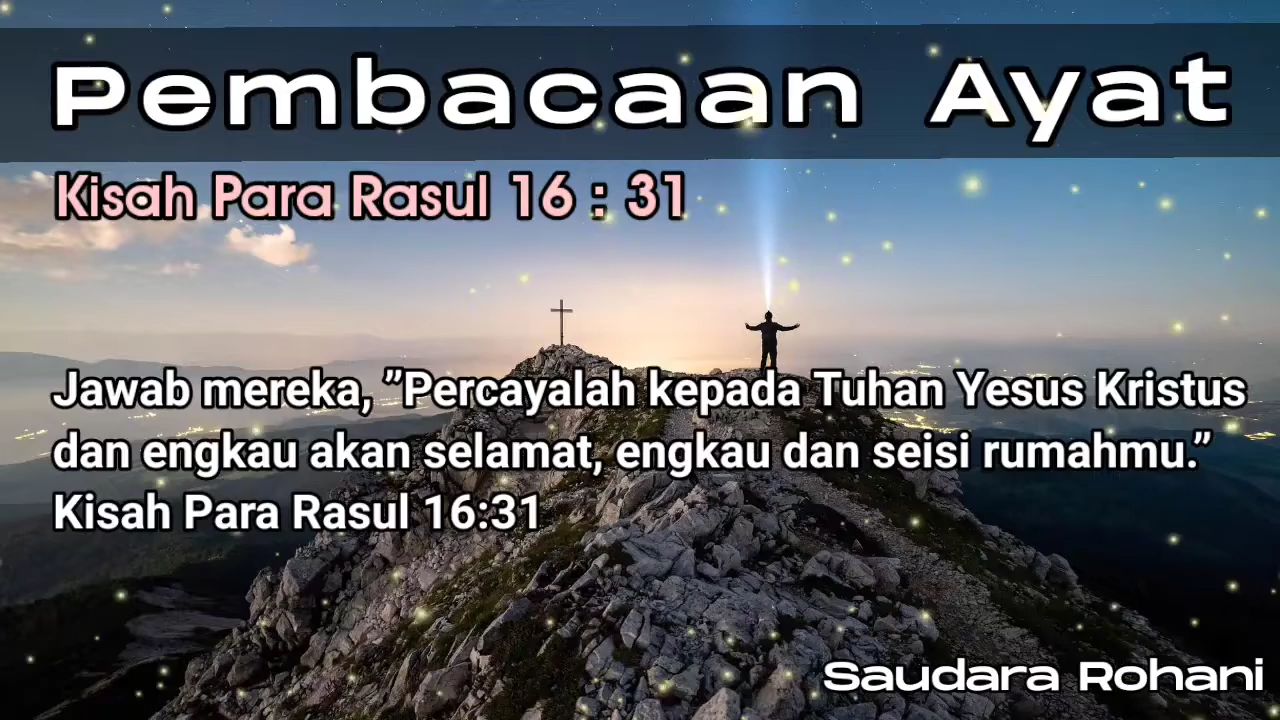 Pembacaan Ayat
Kisah Para Rasul 16 : 31
Jawab mereka, ”Percayalah kepada Tuhan Yesus Kristus
dan engkau akan selamat, engkau dan seisi rumahmu.”
Kisah Para Rasul 16:31
Saudara Rohani